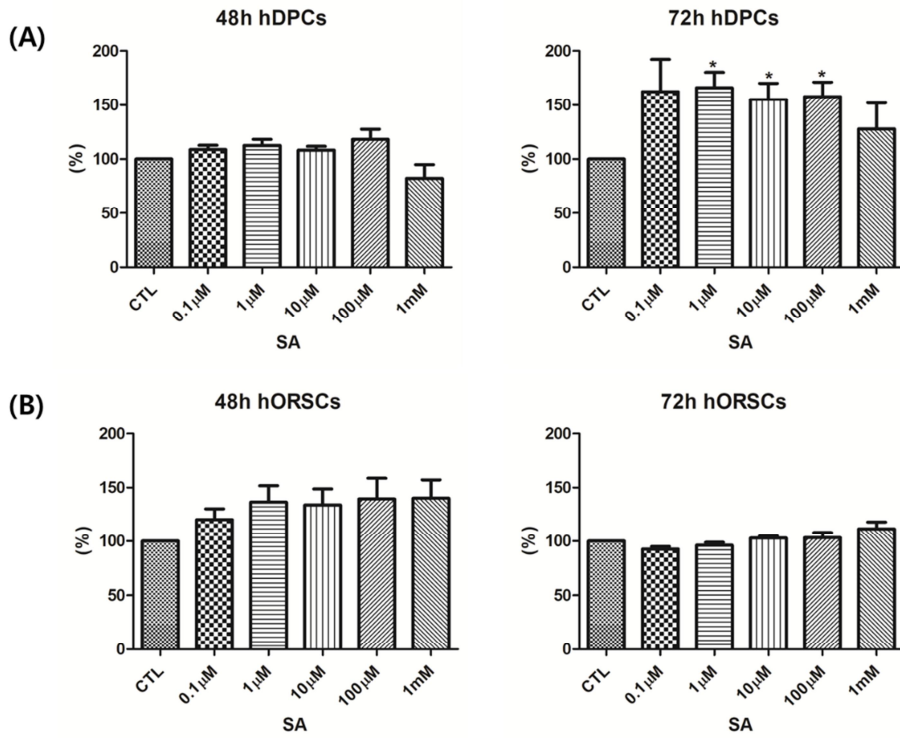 (A)
48h hDPCs
200
150
100
50
0
(%)
CTL
0.1μM
1μM
10μM
100μM
1mM
SA
72h hDPCs
200
150
100
50
0
(%)
* * *
CTL
0.1μM
1μM
10μM
100μM
1mM
SA
(B)
48h hORSCs
200
150
100
50
0
(%)
CTL
0.1μM
1μM
10μM
100μM
1mM
SA
72h hORSCs
200
150
100
50
0
(%)
CTL
0.1μM
1μM
10μM
100μM
1mM
SA